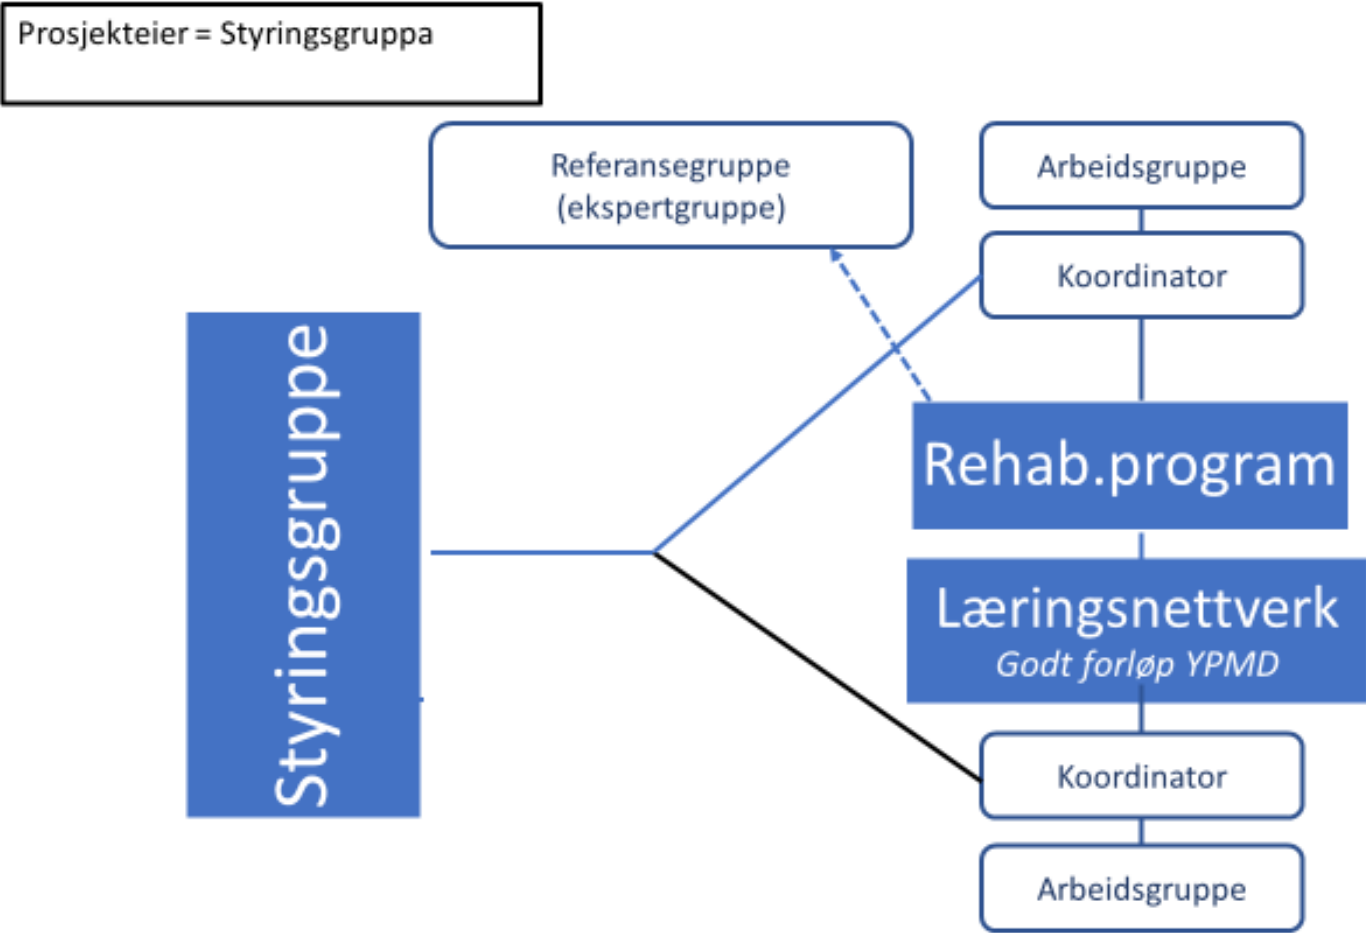 Prosjekteier = Styringsgruppa
Referansegruppe
(ekspertgruppe)
Arbeidsgruppe
Koordinator
Styringsgruppe
Rehab.program
Læringsnettverk
Godt forløp YPMD
Koordinator
Arbeidsgruppe